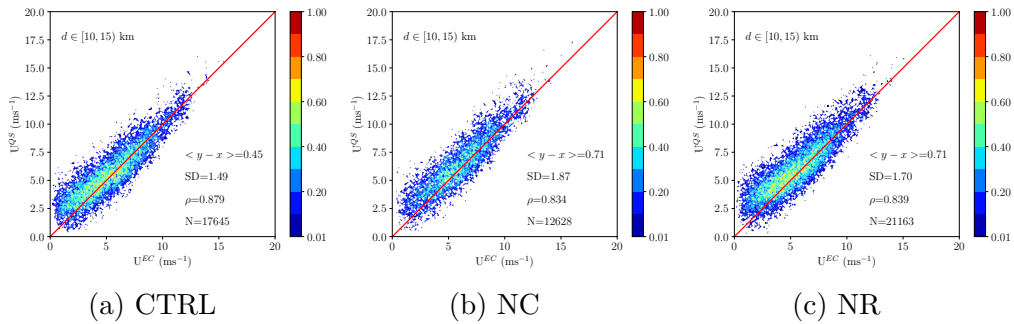 20.0
17.5
15.0
12.5
10.0
7.5
5.0
2.5
0.0
U^{QS} (ms^{-1})
d ∈ [10, 15) km
< y − x >=0.45
SD=1.49
ρ=0.879
N=17645
0 5 10 15 20
U^{EC} (ms^{-1})
1.00
0.80
0.60
0.40
0.20
0.01
(a) CTRL
20.0
17.5
15.0
12.5
10.0
7.5
5.0
2.5
0.0
U^{QS} (ms^{-1})
d ∈ [10, 15) km
< y − x >=0.71
SD=1.87
ρ=0.834
N=12628
0 5 10 15 20
U^{EC} (ms^{-1})
1.00
0.80
0.60
0.40
0.20
0.01
(b) NC
20.0
17.5
15.0
12.5
10.0
7.5
5.0
2.5
0.0
U^{QS} (ms^{-1})
d ∈ [10, 15) km
< y − x >=0.71
SD=1.70
ρ=0.839
N=21163
0 5 10 15 20
U^{EC} (ms^{-1})
1.00
0.80
0.60
0.40
0.20
0.01
(c) NR